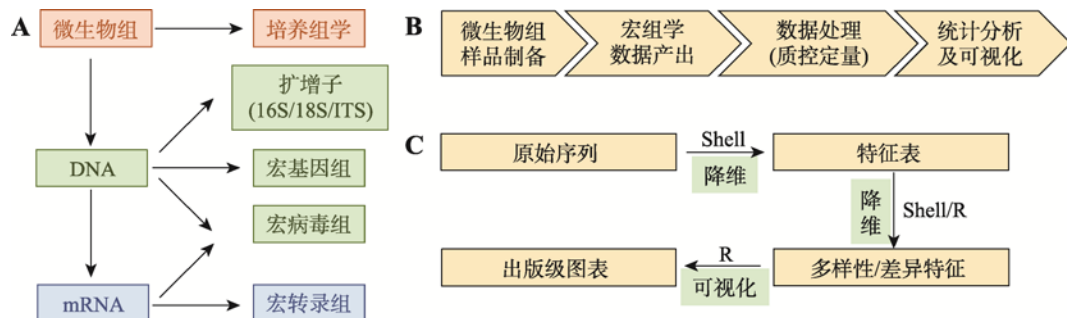 A
微生物组
培养组学
扩增子
(16S/18S/ITS)
DNA
宏基因组
宏病毒组
mRNA
宏转录组
B
微生物组
样品制备
宏组学
数据产出
数据处理
(质控定量)
统计分析
及可视化
C
原始序列
Shell
降维
特征表
降
维
Shell/R
出版级图表
R
可视化
多样性/差异特征